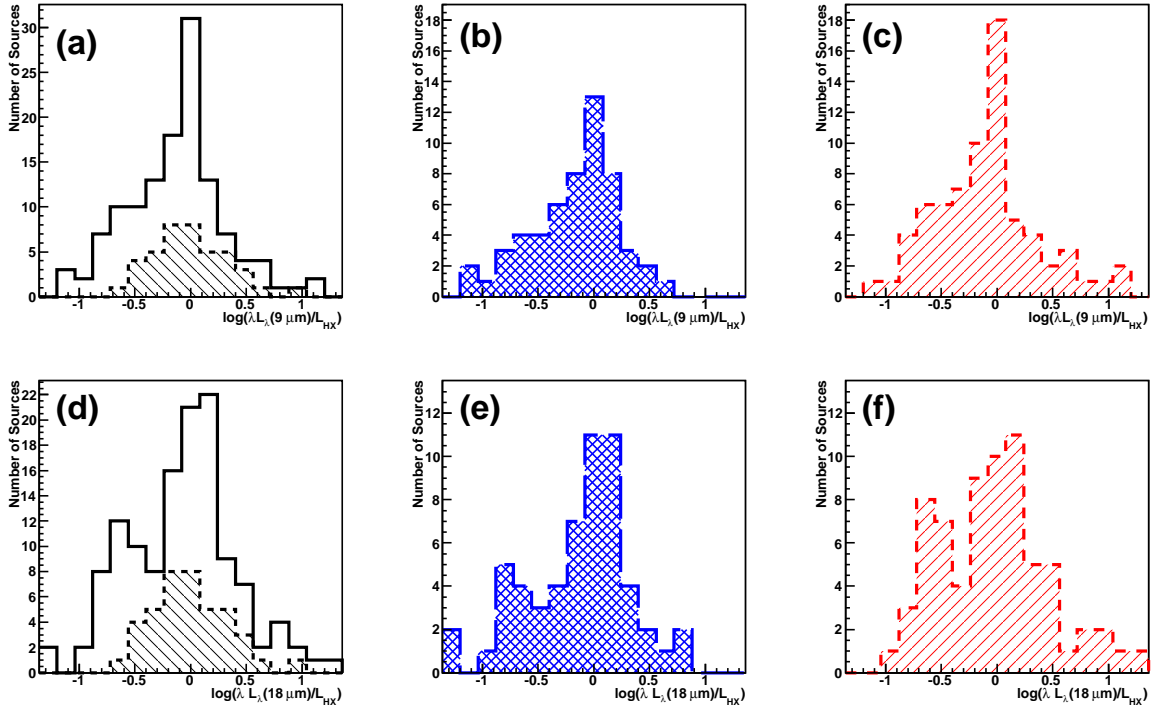 (a) (b) (c)
Number of Sources Number of Sources Number of Sources
30 25 20 15 10 5 0
18 16 14 12 10 8 6 4 2 0
18 16 14 12 10 8 6 4 2 0
-1 -0.5 0 0.5 1
-1 -0.5 0 0.5 1
-1 -0.5 0 0.5 1
log(λL_λ(9 μm)/L_HX) log(λL_λ(9 μm)/L_HX) log(λL_λ(9 μm)/L_HX)
(d) (e) (f)
Number of Sources Number of Sources Number of Sources
22 20 18 16 14 12 10 8 6 4 2 0
12 10 8 6 4 2 0
12 10 8 6 4 2 0
-1 -0.5 0 0.5 1
-1 -0.5 0 0.5 1
-1 -0.5 0 0.5 1
log(λ L_λ(18 μm)/L_HX) log(λ L_λ(18 μm)/L_HX) log(λ L_λ(18 μm)/L_HX)